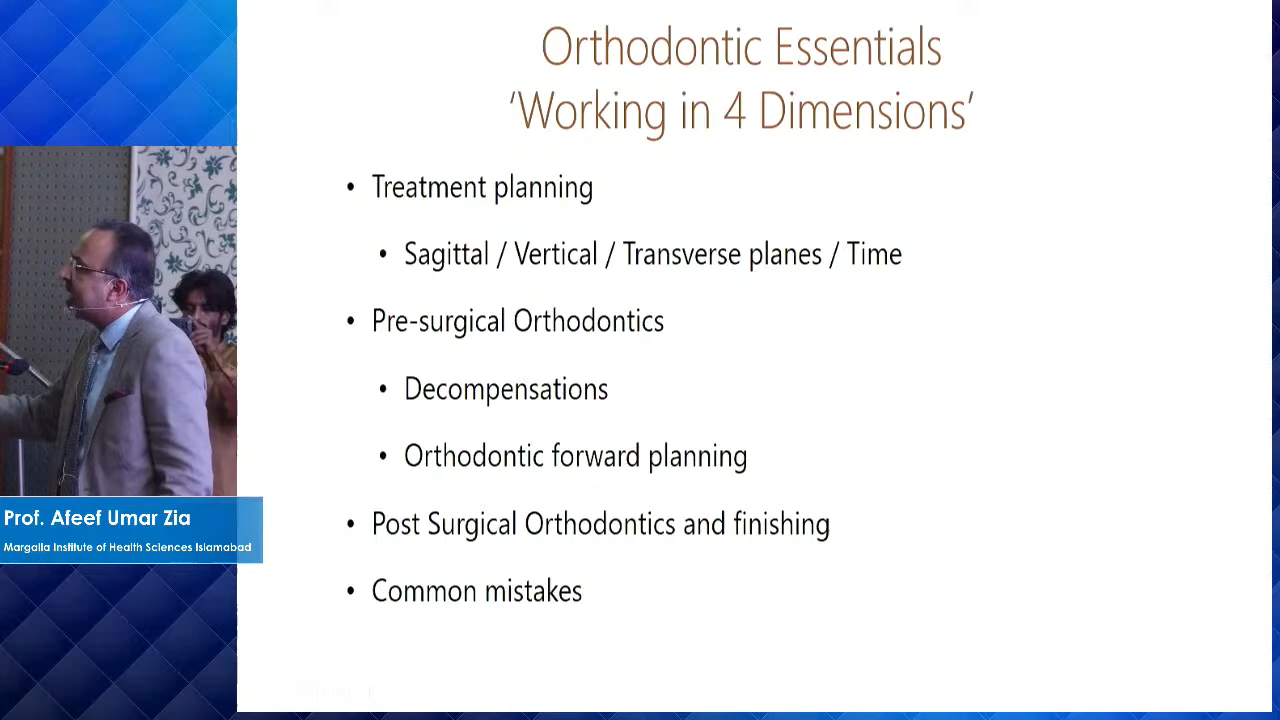 Orthodontic Essentials
‘Working in 4 Dimensions’
• Treatment planning
• Sagittal / Vertical / Transverse planes / Time
• Pre-surgical Orthodontics
• Decompensations
• Orthodontic forward planning
• Post Surgical Orthodontics and finishing
• Common mistakes
Prof. Afeef Umar Zia
Margalla Institute of Health Sciences Islamabad